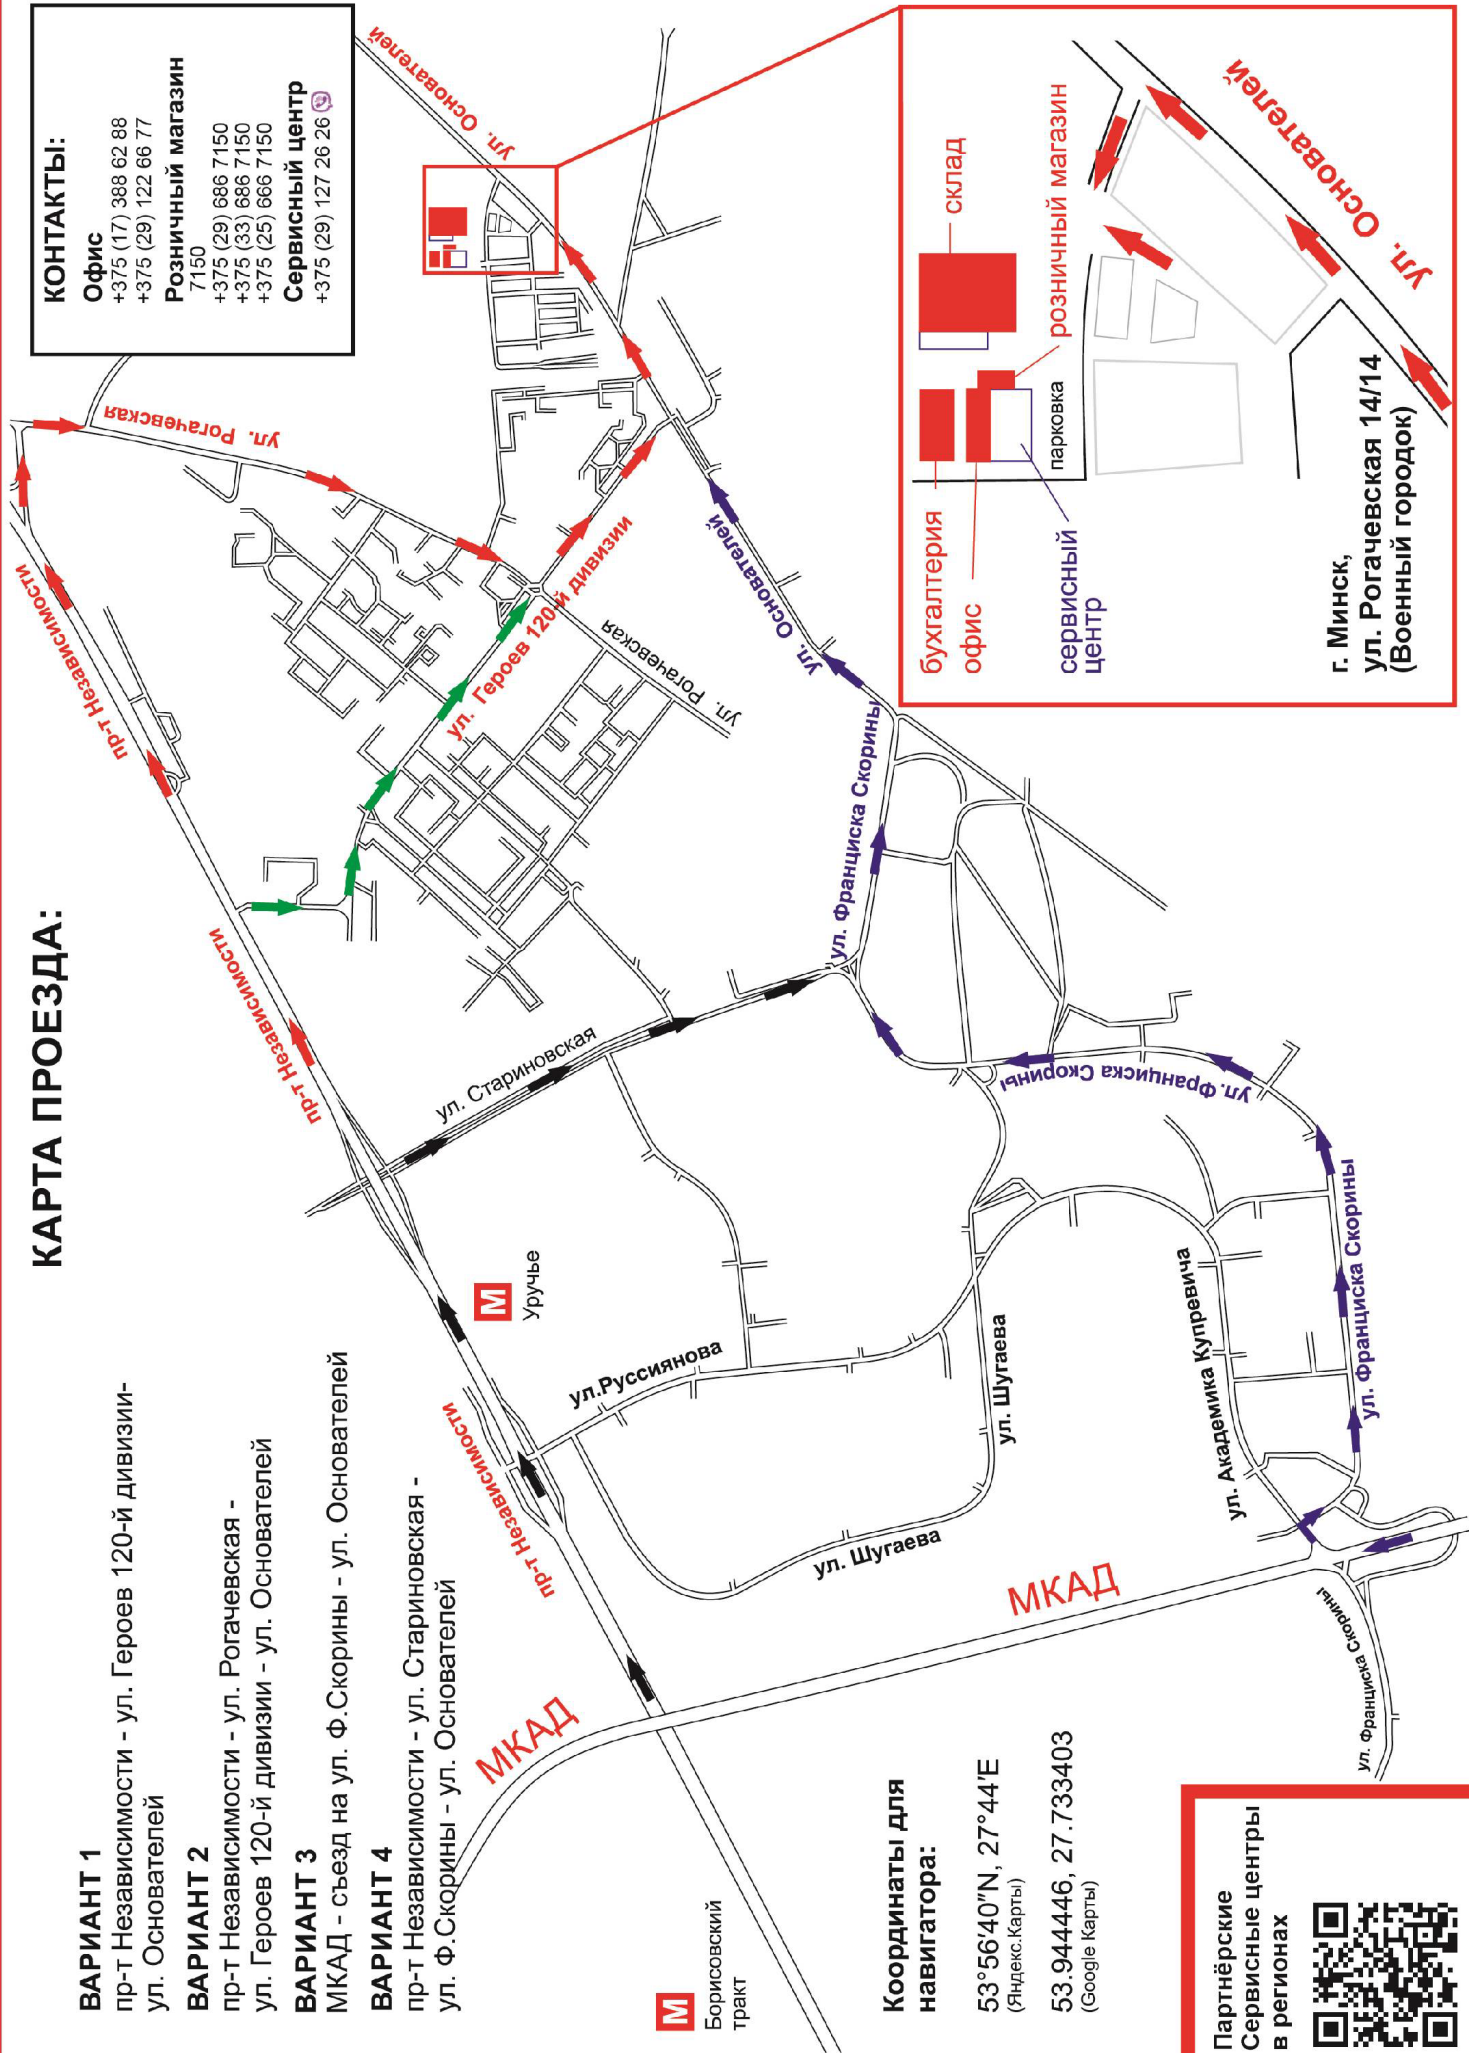 КАРТА ПРОЕЗДА:
ВАРИАНТ 1
пр-т Независимости - ул. Героев 120-й дивизии-
ул. Основателей
ВАРИАНТ 2
пр-т Независимости - ул. Рогачевская -
ул. Героев 120-й дивизии - ул. Основателей
ВАРИАНТ 3
МКАД - съезд на ул. Ф.Скорины - ул. Основателей
ВАРИАНТ 4
пр-т Независимости - ул. Стариновская -
ул. Ф.Скорины - ул. Основателей
КОНТАКТЫ:
Офис
+375 (17) 388 62 88
+375 (29) 122 66 77
Розничный магазин
7150
+375 (29) 686 7150
+375 (33) 686 7150
+375 (25) 666 7150
Сервисный центр
+375 (29) 127 26 26
М
Борисовский
тракт
МКАД
пр-т Независимости
М
Уручье
пр-т Независимости
пр-т Независимости
ул. Рогачевская
ул. Основателей
ул. Стариновская
ул.Руссиянова
ул. Шугаева
ул. Шугаева
ул. Героев 120-й дивизии
ул. Рогачевская
ул. Основателей
ул. Франциска Скорины
ул. Франциска Скорины
ул. Академика Купревича
ул. Франциска Скорины
МКАД
ул. Франциска Скорины
Координаты для
навигатора:
53°56'40"N, 27°44'E
(Яндекс.Карты)
53.944446, 27.733403
(Google Карты)
Партнёрские
Сервисные центры
в регионах
бухгалтерия
офис
сервисный
центр
склад
розничный магазин
парковка
ул. Основателей
г. Минск,
ул. Рогачевская 14/14
(Военный городок)